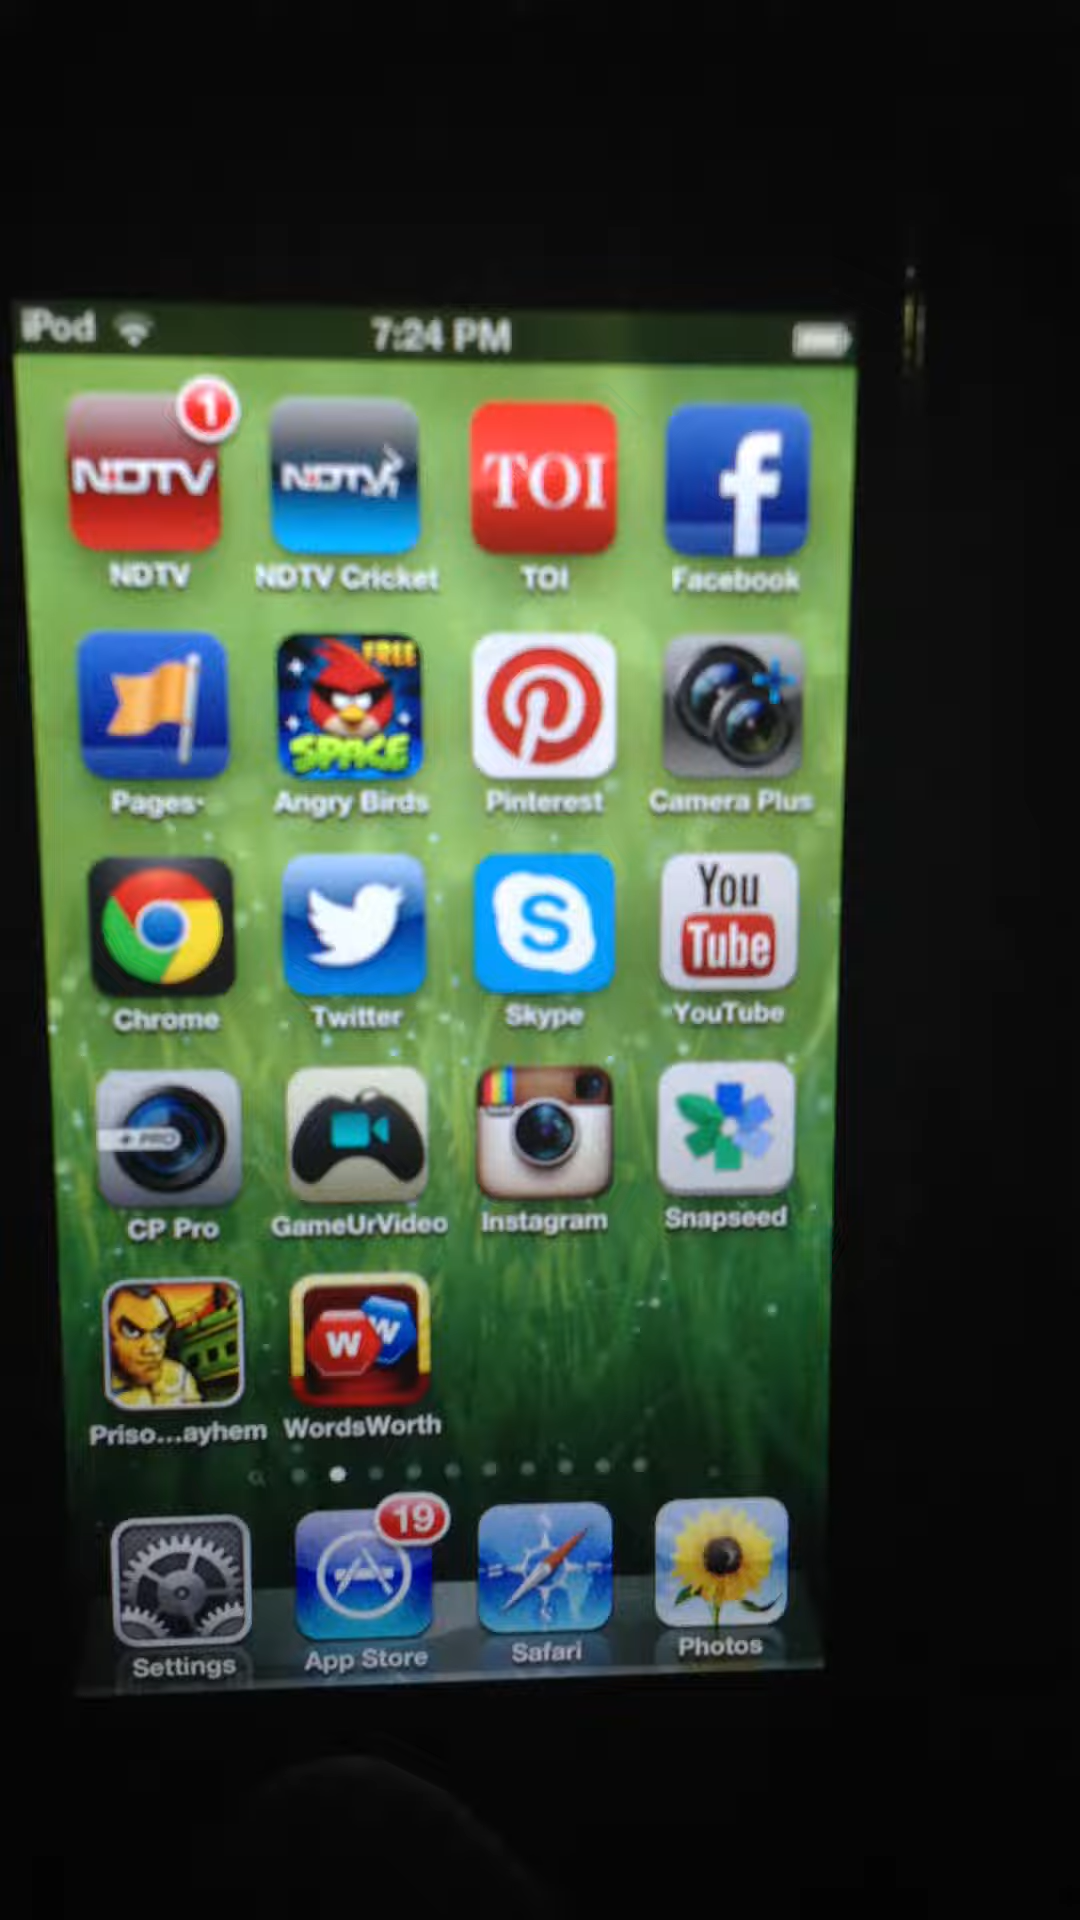 iPod 7:24 PM
1
NDTV NDTV TOI f
NDTV NDTV Cricket TOI Facebook
FREE
SPACE
Pages Angry Birds Pinterest Camera Plus
You
Tube
S
Chrome Twitter Skype YouTube
+ PRO
CP Pro GameUrVideo Instagram Snapseed
W W
Priso...ayhem WordsWorth
19
Settings App Store Safari Photos